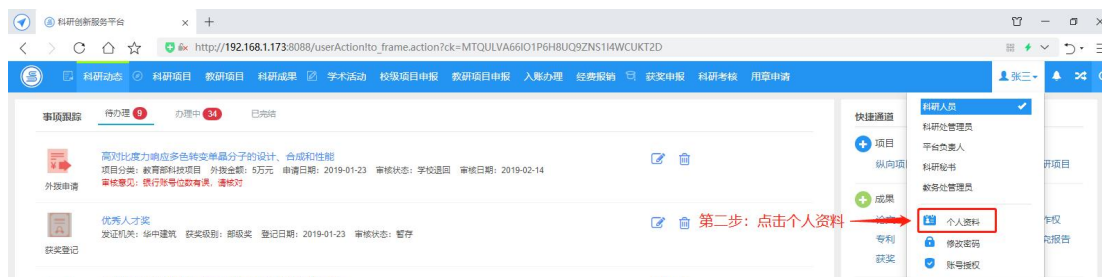 科研创新服务平台
http://192.168.1.173:8088/userAction!to_frame.action?ck=MTQULVA66IO1P6H8UQ9ZNS1I4WCUKT2D
科研动态 科研项目 教研项目 科研成果 学术活动 校级项目申报 教研项目申报 入账办理 经费报销 获奖申报 科研考核 用章申请 张三
事项跟踪 待办理 9 办理中 34 已完结
外拨申请
高对比度力响应多色转变单晶分子的设计、合成和性能
项目分类：教育部科技项目 外拨金额：5万元 申请日期：2019-01-23 审核状态：学校退回 审核日期：2019-02-14
审核意见：银行账号位数有误，请核对
获奖登记
优秀人才奖
发证机关：华中建筑 获奖级别：部级奖 登记日期：2019-01-23 审核状态：暂存
第二步：点击个人资料
快捷通道
项目
纵向项
研项目
成果
专利
获奖
作权
究报告
科研人员
科研处管理员
平台负责人
科研秘书
教务处管理员
个人资料
修改密码
账号授权